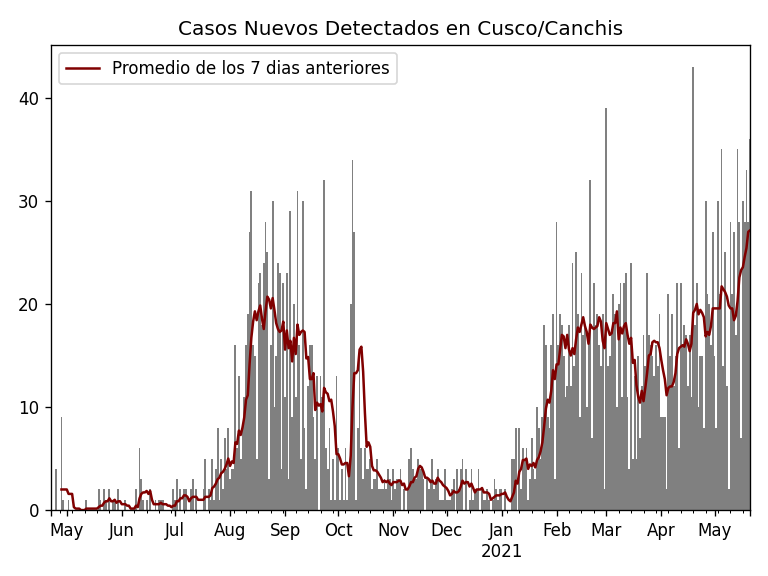 Casos Nuevos Detectados en Cusco/Canchis
Promedio de los 7 dias anteriores
40
30
20
10
0
May Jun Jul Aug Sep Oct Nov Dec Jan Feb Mar Apr May
2021